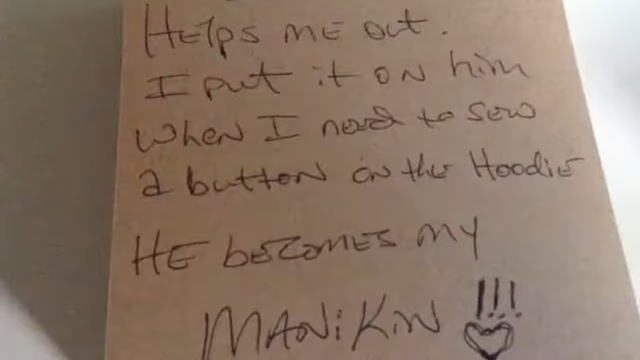 HELPS ME out.
I put it ON him
when I need to sew
a button on the Hoodie
HE bECOMES my
MANiKiN !!!